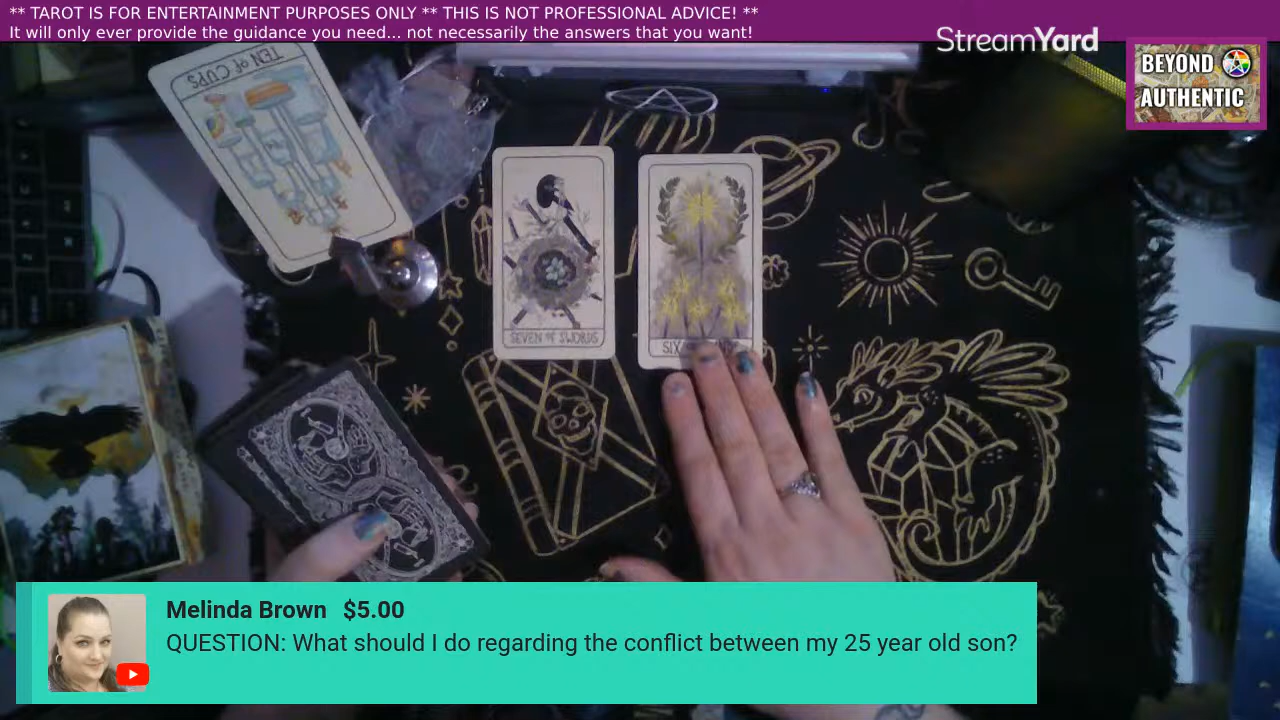 ** TAROT IS FOR ENTERTAINMENT PURPOSES ONLY ** THIS IS NOT PROFESSIONAL ADVICE! **
It will only ever provide the guidance you need... not necessarily the answers that you want!
StreamYard
BEYOND
AUTHENTIC
TEN OF CUPS
SEVEN OF SWORDS
SIX
Melinda Brown $5.00
QUESTION: What should I do regarding the conflict between my 25 year old son?